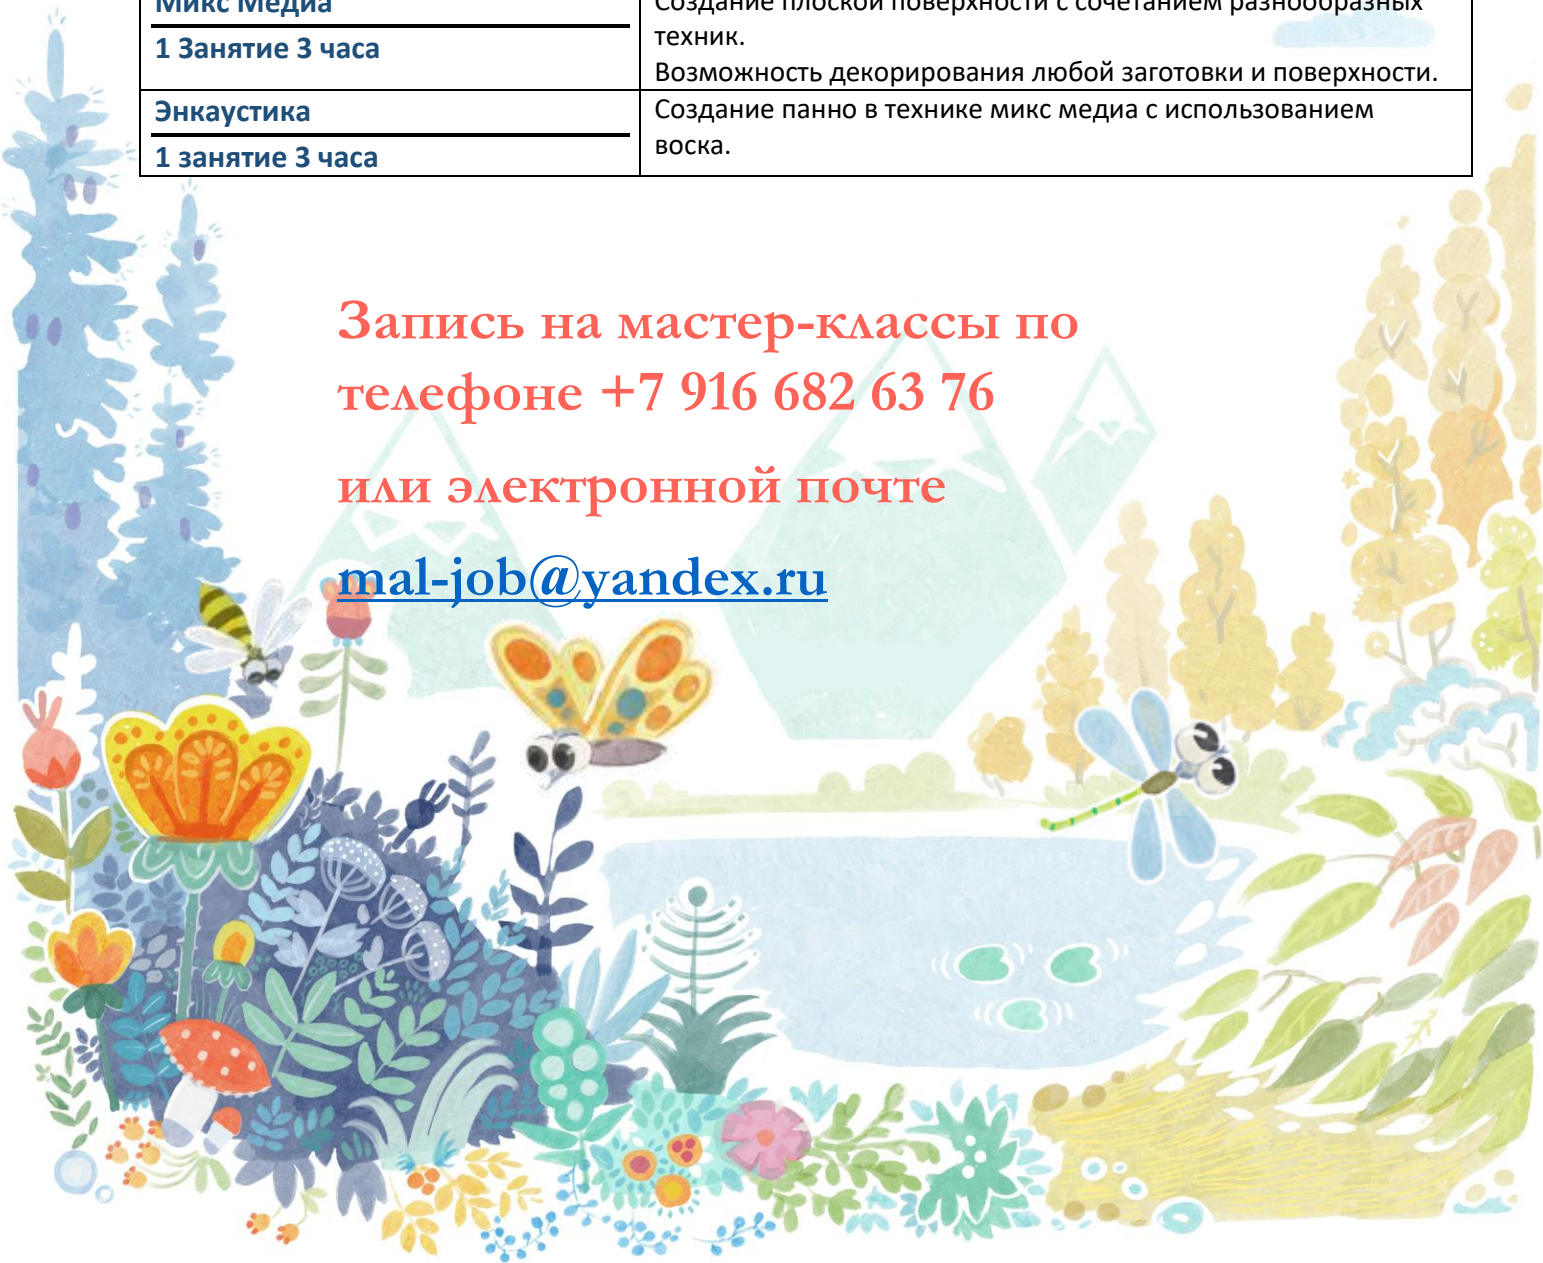 Микс Медиа
1 Занятие 3 часа
Создание плоской поверхности с сочетанием разнообразных
техник.
Возможность декорирования любой заготовки и поверхности.
Энкаустика
1 занятие 3 часа
Создание панно в технике микс медиа с использованием
воска.
Запись на мастер-классы по
телефоне +7 916 682 63 76
или электронной почте
mal-job@yandex.ru